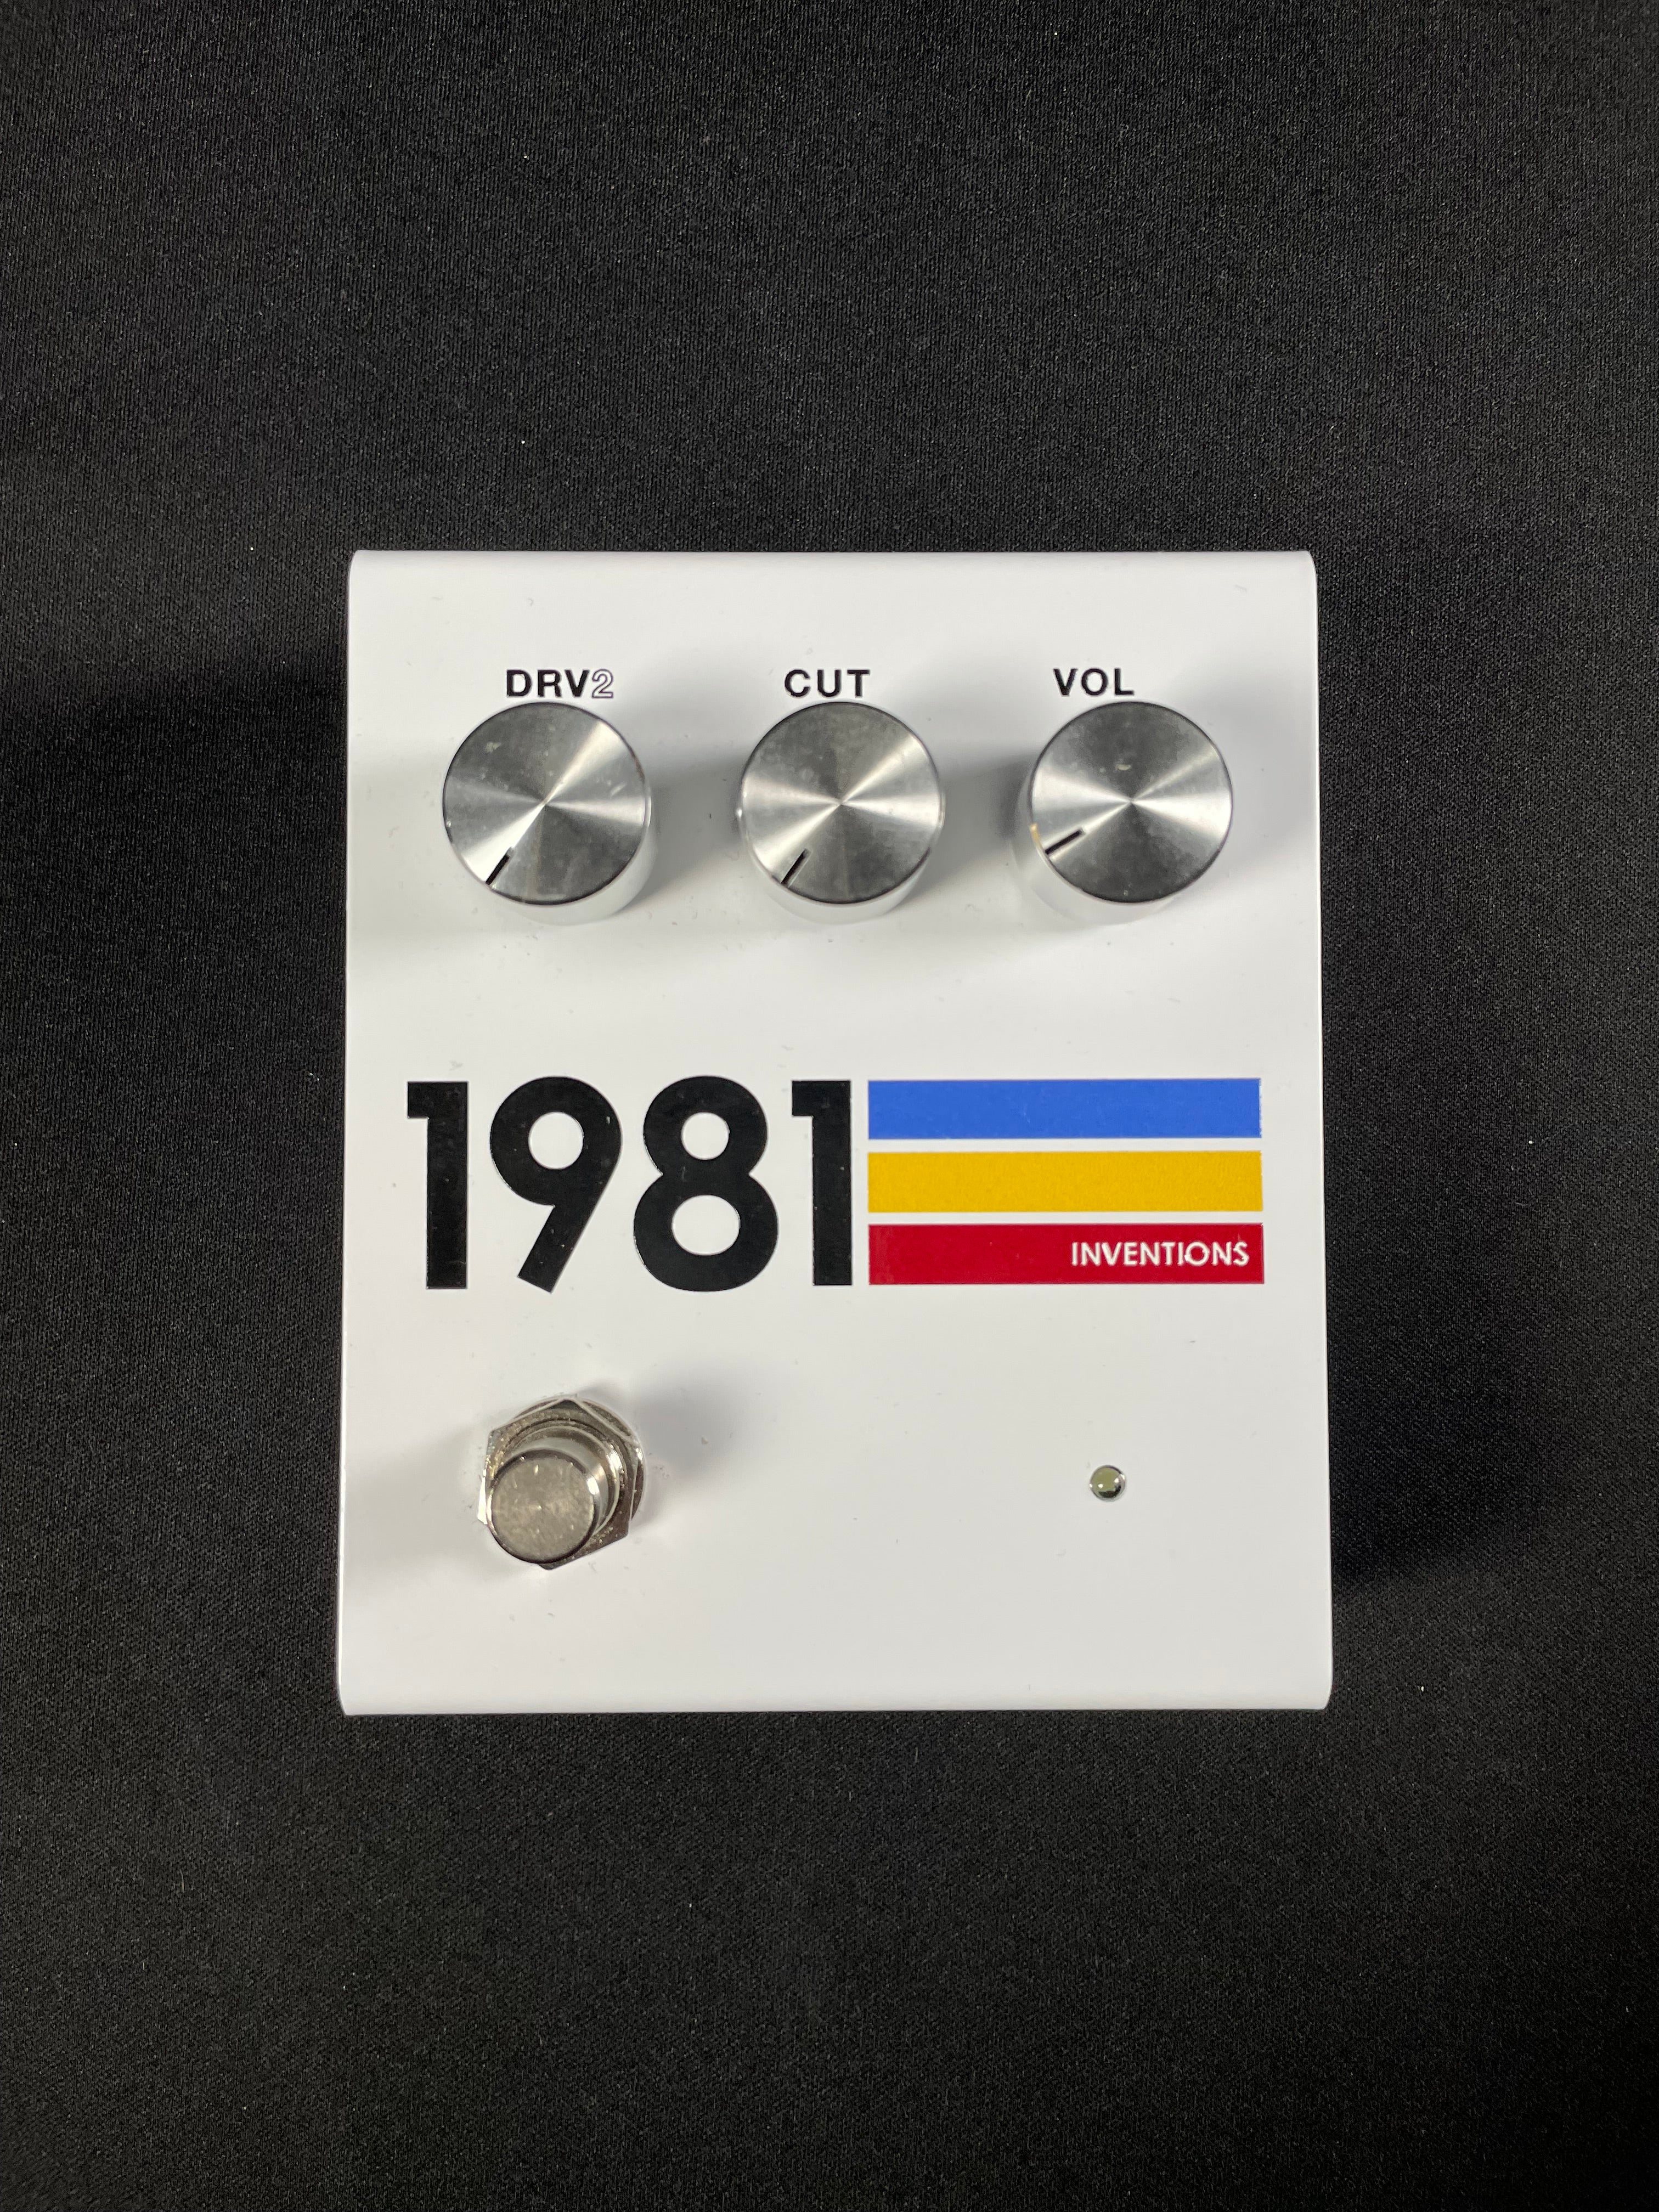 DRV2 CUT VOL
1981
INVENTIONS